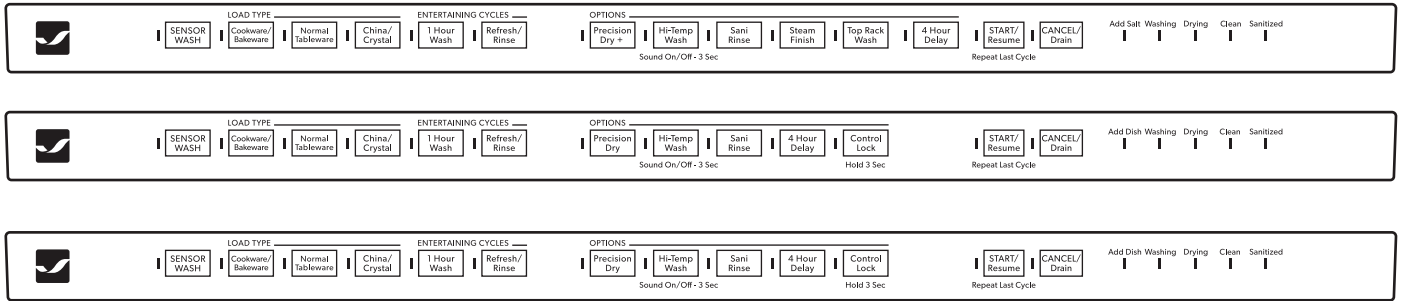 LOAD TYPE ENTERTAINING CYCLES OPTIONS
SENSOR Cookware/ Normal China/ 1 Hour Refresh/ Precision Hi-Temp Sani Steam Top Rack 4 Hour START/ CANCEL/ Add Salt Washing Drying Clean Sanitized
WASH Bakeware Tableware Crystal Wash Rinse Dry + Wash Rinse Finish Wash Delay Resume Drain
Sound On/Off - 3 Sec Repeat Last Cycle
LOAD TYPE ENTERTAINING CYCLES OPTIONS
SENSOR Cookware/ Normal China/ 1 Hour Refresh/ Precision Hi-Temp Sani 4 Hour Control START/ CANCEL/ Add Dish Washing Drying Clean Sanitized
WASH Bakeware Tableware Crystal Wash Rinse Dry Wash Rinse Delay Lock Resume Drain
Sound On/Off - 3 Sec Hold 3 Sec Repeat Last Cycle
LOAD TYPE ENTERTAINING CYCLES OPTIONS
SENSOR Cookware/ Normal China/ 1 Hour Refresh/ Precision Hi-Temp Sani 4 Hour Control START/ CANCEL/ Add Dish Washing Drying Clean Sanitized
WASH Bakeware Tableware Crystal Wash Rinse Dry Wash Rinse Delay Lock Resume Drain
Sound On/Off - 3 Sec Hold 3 Sec Repeat Last Cycle